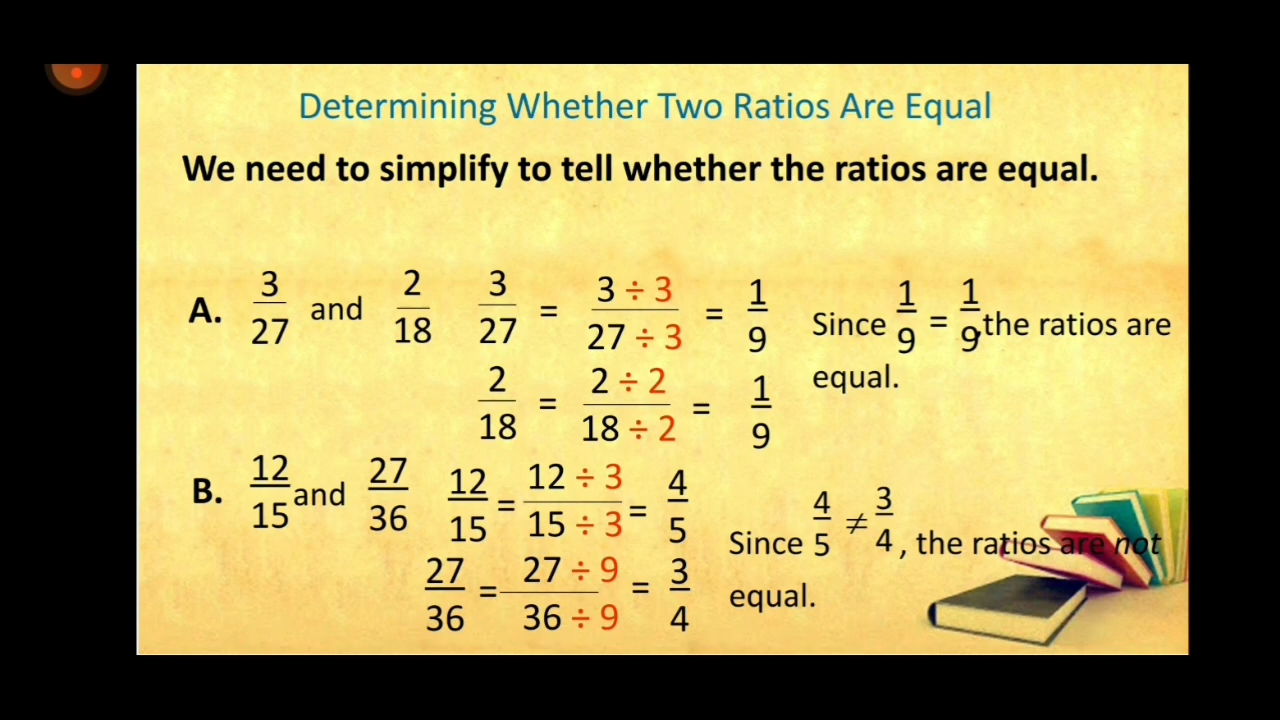 Determining Whether Two Ratios Are Equal
We need to simplify to tell whether the ratios are equal.
A. 3/27 and 2/18 3/27 = 3 ÷ 3/27 ÷ 3 = 1/9 Since 1/9 = 1/9, the ratios are
equal.
2/18 = 2 ÷ 2/18 ÷ 2 = 1/9
B. 12/15 and 27/36 12/15 = 12 ÷ 3/15 ÷ 3 = 4/5
Since 4/5 ≠ 3/4, the ratios are not
equal.
27/36 = 27 ÷ 9/36 ÷ 9 = 3/4